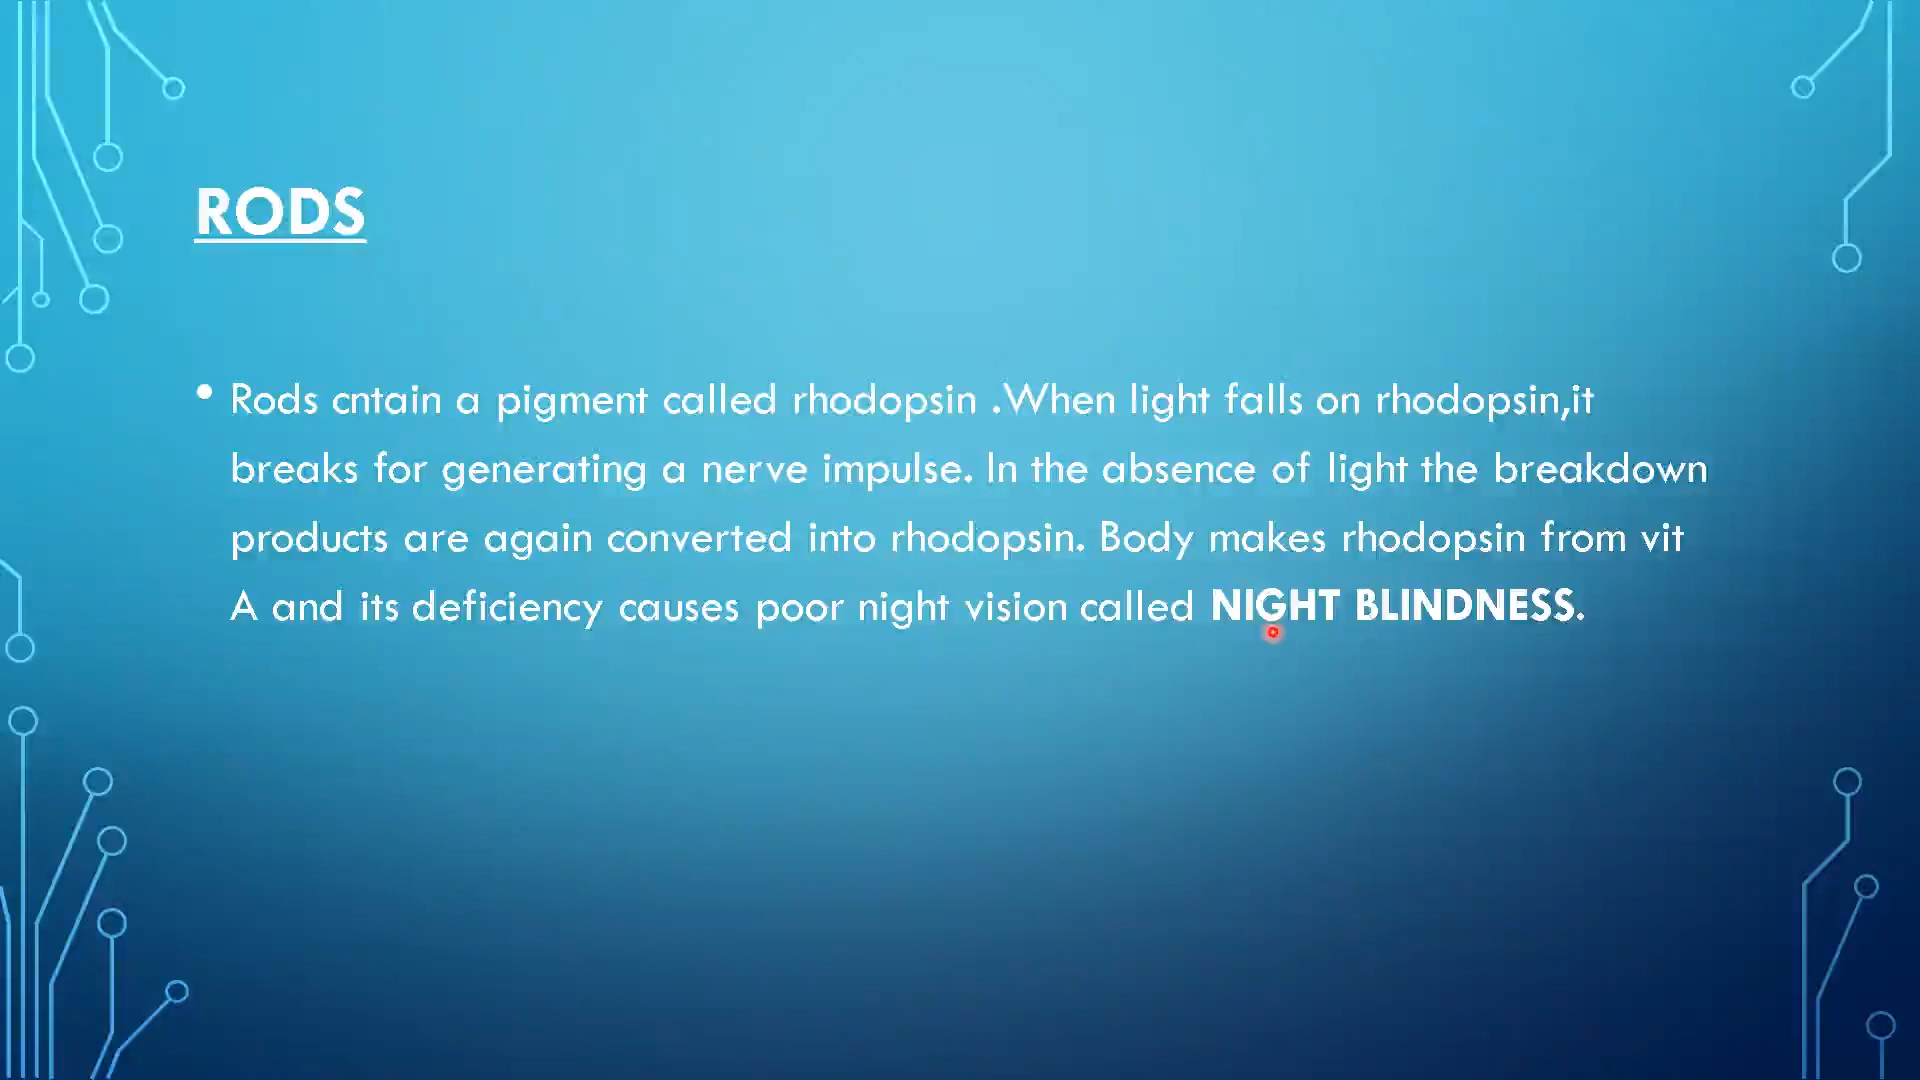 RODS
• Rods cntain a pigment called rhodopsin .When light falls on rhodopsin,it
breaks for generating a nerve impulse. In the absence of light the breakdown
products are again converted into rhodopsin. Body makes rhodopsin from vit
A and its deficiency causes poor night vision called NIGHT BLINDNESS.